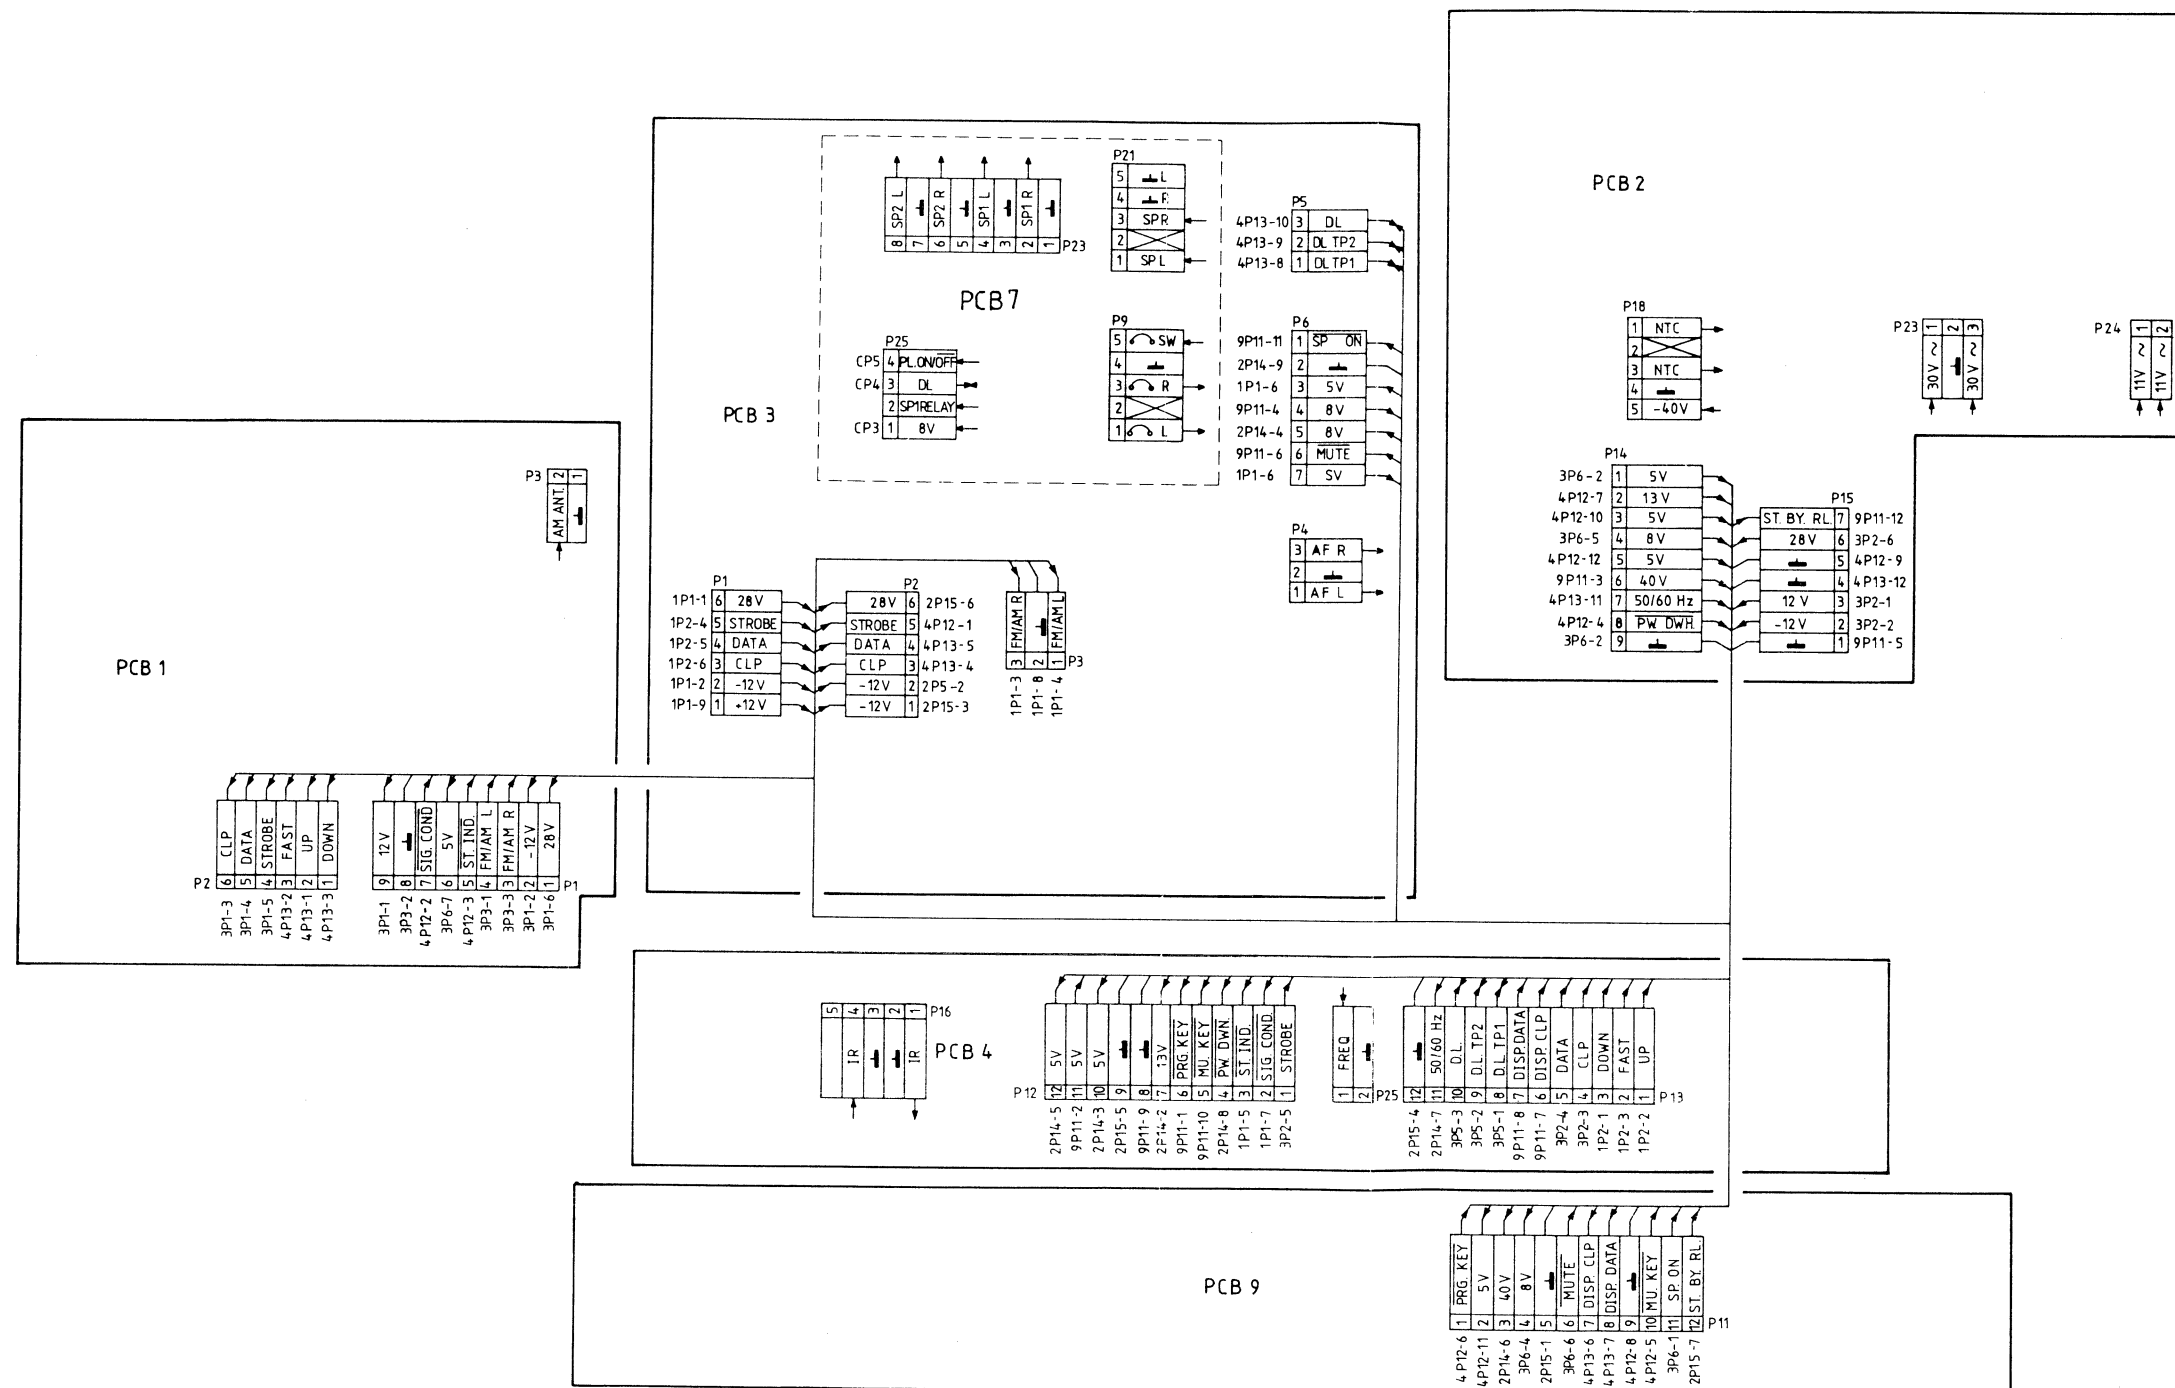 PCB 1
P3
2 AM ANT.
1
P2
6 CLP 3P1-3
5 DATA 3P1-4
4 STROBE 3P1-5
3 FAST 4P13-2
2 UP 4P13-1
1 DOWN 4P13-3
9 12V 3P1-1
8 3P3-2
7 SIG. COND 4P12-2
6 5V 3P6-7
5 ST. IND. 4P12-3
4 FM/AM L 3P3-1
3 FM/AM R 3P3-3
2 -12V 3P1-2
1 28V 3P1-6
P1
PCB 3
PCB 7
8 SP2 L
7
6 SP2 R
5
4 SP1 L
3
2 SP1 R
1
P23
P21
5 L
4 R
3 SPR
2
1 SPL
P25
CP5 4 PL.ON/OFF
CP4 3 DL
2 SP1RELAY
CP3 1 8V
P9
5 SW
4
3 R
2
1 L
P5
4P13-10 3 DL
4P13-9 2 DL TP2
4P13-8 1 DL TP1
P6
9P11-11 1 SP ON
2P14-9 2
1P1-6 3 5V
9P11-4 4 8V
2P14-4 5 8V
9P11-6 6 MUTE
1P1-6 7 SV
P4
3 AF R
2
1 AF L
P1
1P1-1 6 28V
1P2-4 5 STROBE
1P2-5 4 DATA
1P2-6 3 CLP
1P1-2 2 -12V
1P1-9 1 +12V
P2
28V 6 2P15-6
STROBE 5 4P12-1
DATA 4 4P13-5
CLP 3 4P13-4
-12V 2 2P5-2
-12V 1 2P15-3
3 FM/AM R 1P1-3
2 1P1-8
1 FM/AM L 1P1-4
P3
PCB 2
P18
1 NTC
2
3 NTC
4
5 -40V
P23
1 30V ~
2
3 30V ~
P24
1 11V ~
2 11V ~
P14
3P6-2 1 5V
4P12-7 2 13V
4P12-10 3 5V
3P6-5 4 8V
4P12-12 5 5V
9P11-3 6 40V
4P13-11 7 50/60 Hz
4P12-4 8 PW. DWH.
3P6-2 9
P15
ST. BY. RL. 7 9P11-12
28V 6 3P2-6
5 4P12-9
4 4P13-12
12V 3 3P2-1
-12V 2 3P2-2
1 9P11-5
PCB 4
5
4 IR
3
2
1 IR
P16
P12
12 5V 2P14-5
11 5V 9P11-2
10 5V 2P14-3
9 2P15-5
8 9P11-9
7 13V 2P14-2
6 PRG. KEY 9P11-1
5 MU. KEY 9P11-10
4 PW. DWN. 2P14-8
3 ST. IND. 1P1-5
2 SIG. COND. 1P1-7
1 STROBE 3P2-5
1 FREQ
2
P25
12 2P15-4
11 50/60 Hz 2P14-7
10 D.L. 3P5-3
9 D.L. TP2 3P5-2
8 D.L. TP1 3P5-1
7 DISP.DATA 9P11-8
6 DISP. CLP 9P11-7
5 DATA 3P2-4
4 CLP 3P2-3
3 DOWN 1P2-1
2 FAST 1P2-3
1 UP 1P2-2
P13
PCB 9
1 PRG. KEY 4P12-6
2 5V 4P12-11
3 40V 2P14-6
4 8V 3P6-4
5 2P15-1
6 MUTE 3P6-6
7 DISP. CLP 4P13-6
8 DISP. DATA 4P13-7
9 4P12-8
10 MU. KEY 4P12-5
11 SP. ON 3P6-1
12 ST. BY. RL. 2P15-7
P11